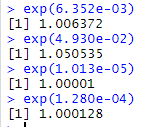 > exp(6.352e-03)
[1] 1.006372
> exp(4.930e-02)
[1] 1.050535
> exp(1.013e-05)
[1] 1.00001
> exp(1.280e-04)
[1] 1.000128